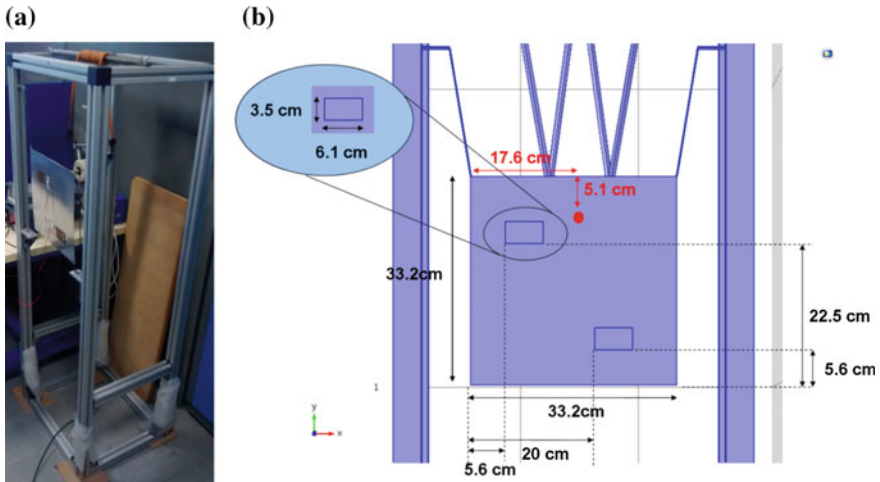 (a)
(b)
3.5 cm
6.1 cm
17.6 cm
5.1 cm
33.2cm
22.5 cm
5.6 cm
1
33.2cm
y
x
20 cm
5.6 cm